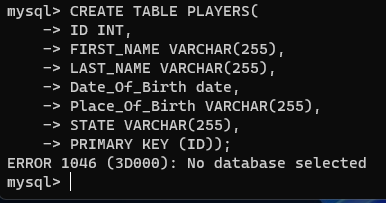 mysql> CREATE TABLE PLAYERS(
    -> ID INT,
    -> FIRST_NAME VARCHAR(255),
    -> LAST_NAME VARCHAR(255),
    -> Date_Of_Birth date,
    -> Place_Of_Birth VARCHAR(255),
    -> STATE VARCHAR(255),
    -> PRIMARY KEY (ID));
ERROR 1046 (3D000): No database selected
mysql>